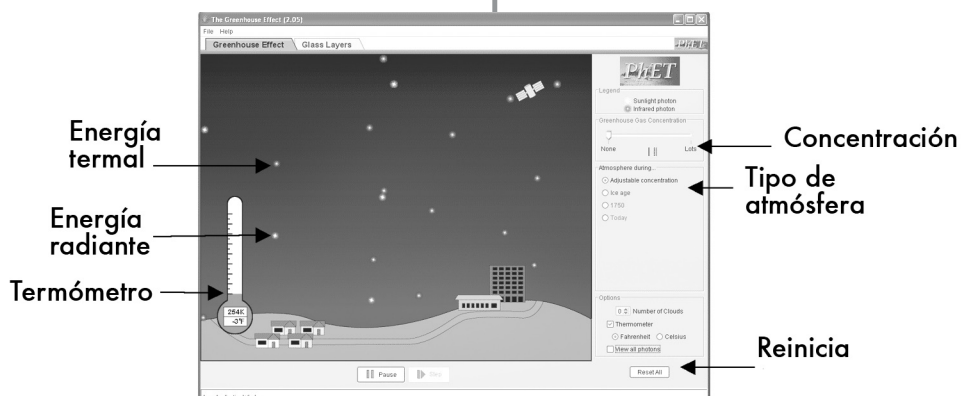 The Greenhouse Effect (2.05)
File Help
Greenhouse Effect Glass Layers
PhET
PhET
Legend
Sunlight photon
Infrared photon
Greenhouse Gas Concentration
None Lots
Atmosphere during...
Adjustable concentration
Ice age
1750
Today
Energía
termal
Energía
radiante
Termómetro
254K
-3°F
Concentración
Tipo de
atmósfera
Options
0 Number of Clouds
Thermometer
Fahrenheit Celsius
View all photons
Reinicia
Pause
Reset All